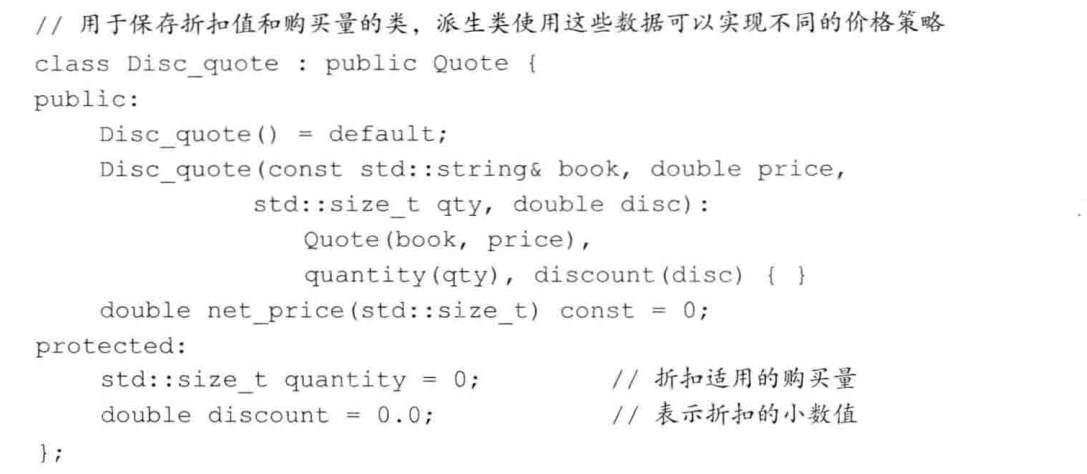 // 用于保存折扣值和购买量的类，派生类使用这些数据可以实现不同的价格策略
class Disc_quote : public Quote {
public:
    Disc_quote() = default;
    Disc_quote(const std::string& book, double price,
               std::size_t qty, double disc):
                  Quote(book, price),
                  quantity(qty), discount(disc) { }
    double net_price(std::size_t) const = 0;
protected:
    std::size_t quantity = 0;        // 折扣适用的购买量
    double discount = 0.0;           // 表示折扣的小数值
};